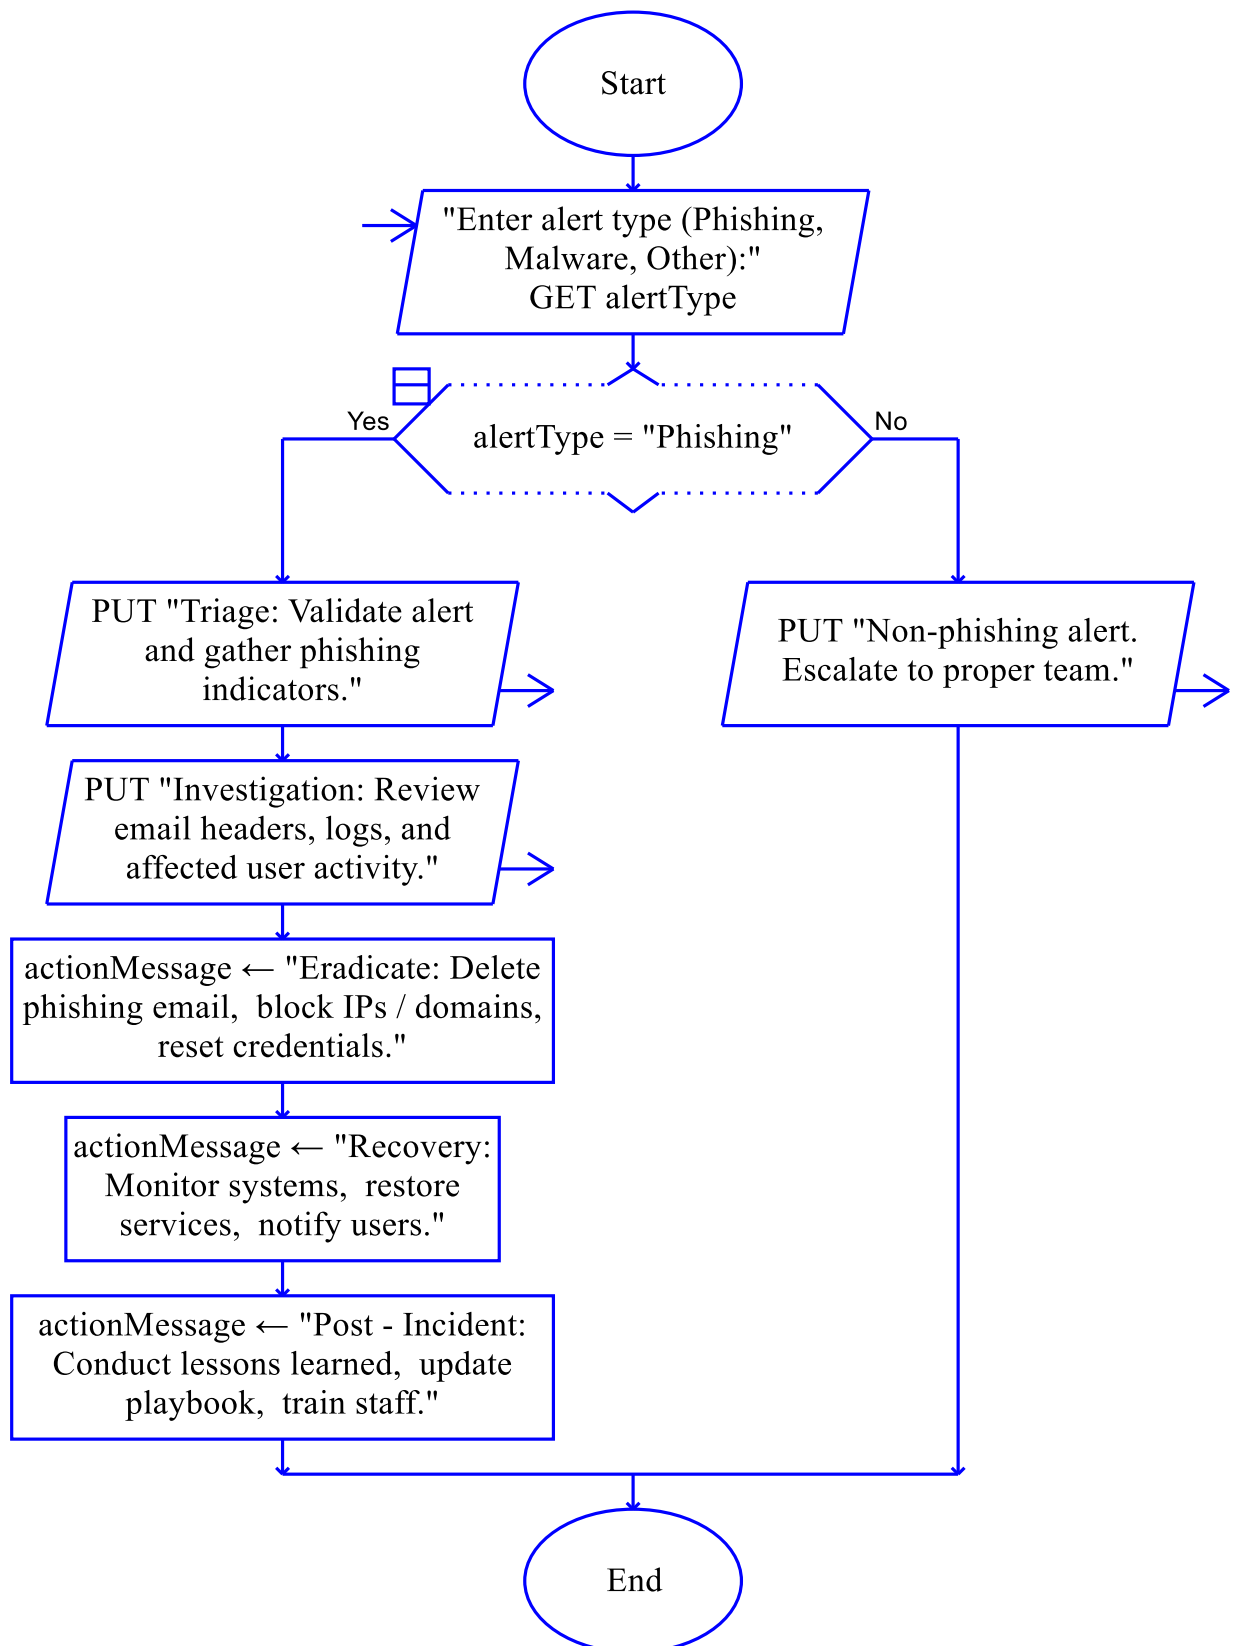 Start
"Enter alert type (Phishing,
Malware, Other):"
GET alertType
Yes
alertType = "Phishing"
No
PUT "Triage: Validate alert
and gather phishing
indicators."
PUT "Non-phishing alert.
Escalate to proper team."
PUT "Investigation: Review
email headers, logs, and
affected user activity."
actionMessage ← "Eradicate: Delete
phishing email,  block IPs / domains,
reset credentials."
actionMessage ← "Recovery:
Monitor systems,  restore
services,  notify users."
actionMessage ← "Post - Incident:
Conduct lessons learned,  update
playbook,  train staff."
End